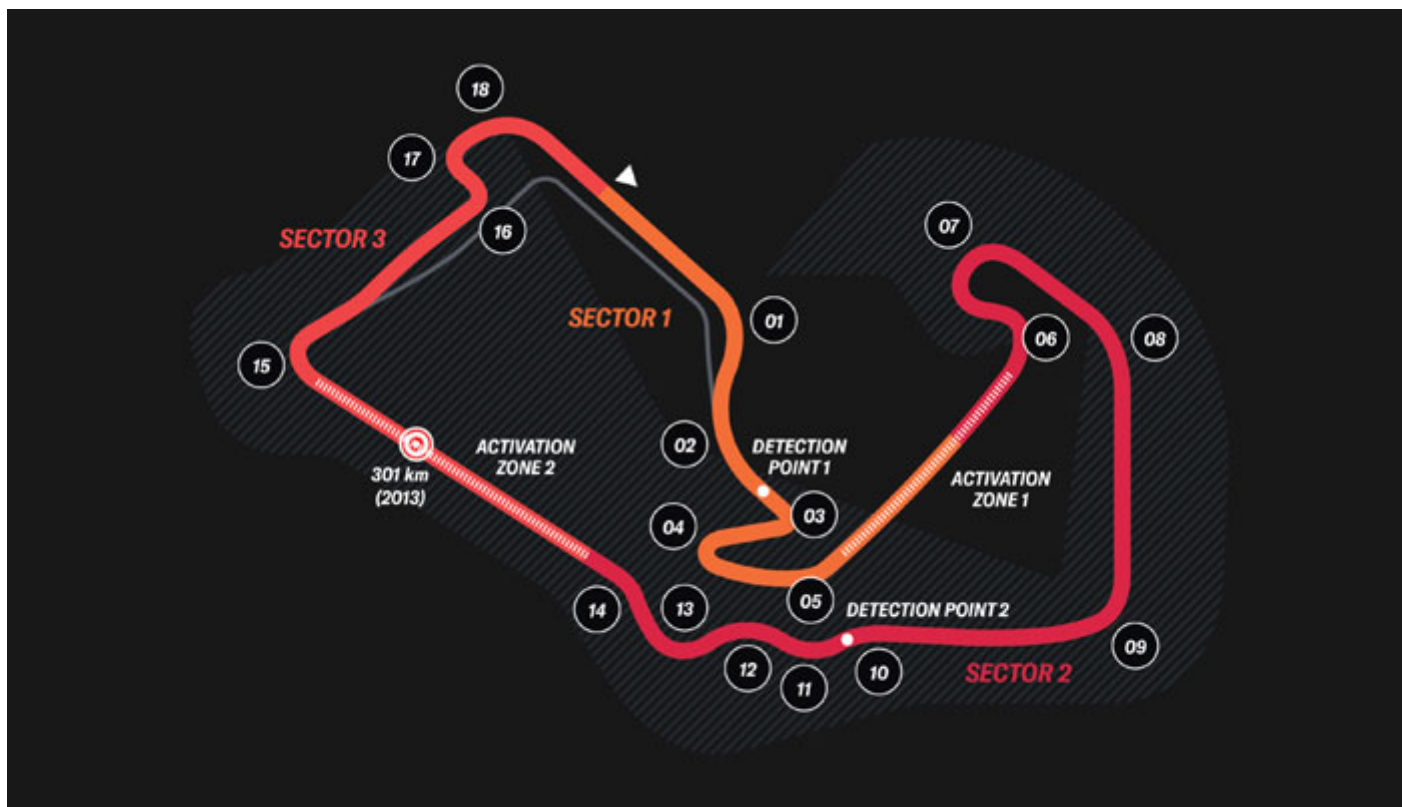 18
17
16
SECTOR 3
07
SECTOR 1
01
06
08
15
02
DETECTION
POINT 1
ACTIVATION
ZONE 2
301 km
(2013)
ACTIVATION
ZONE 1
03
04
05
14
13
DETECTION POINT 2
12
11
10
09
SECTOR 2